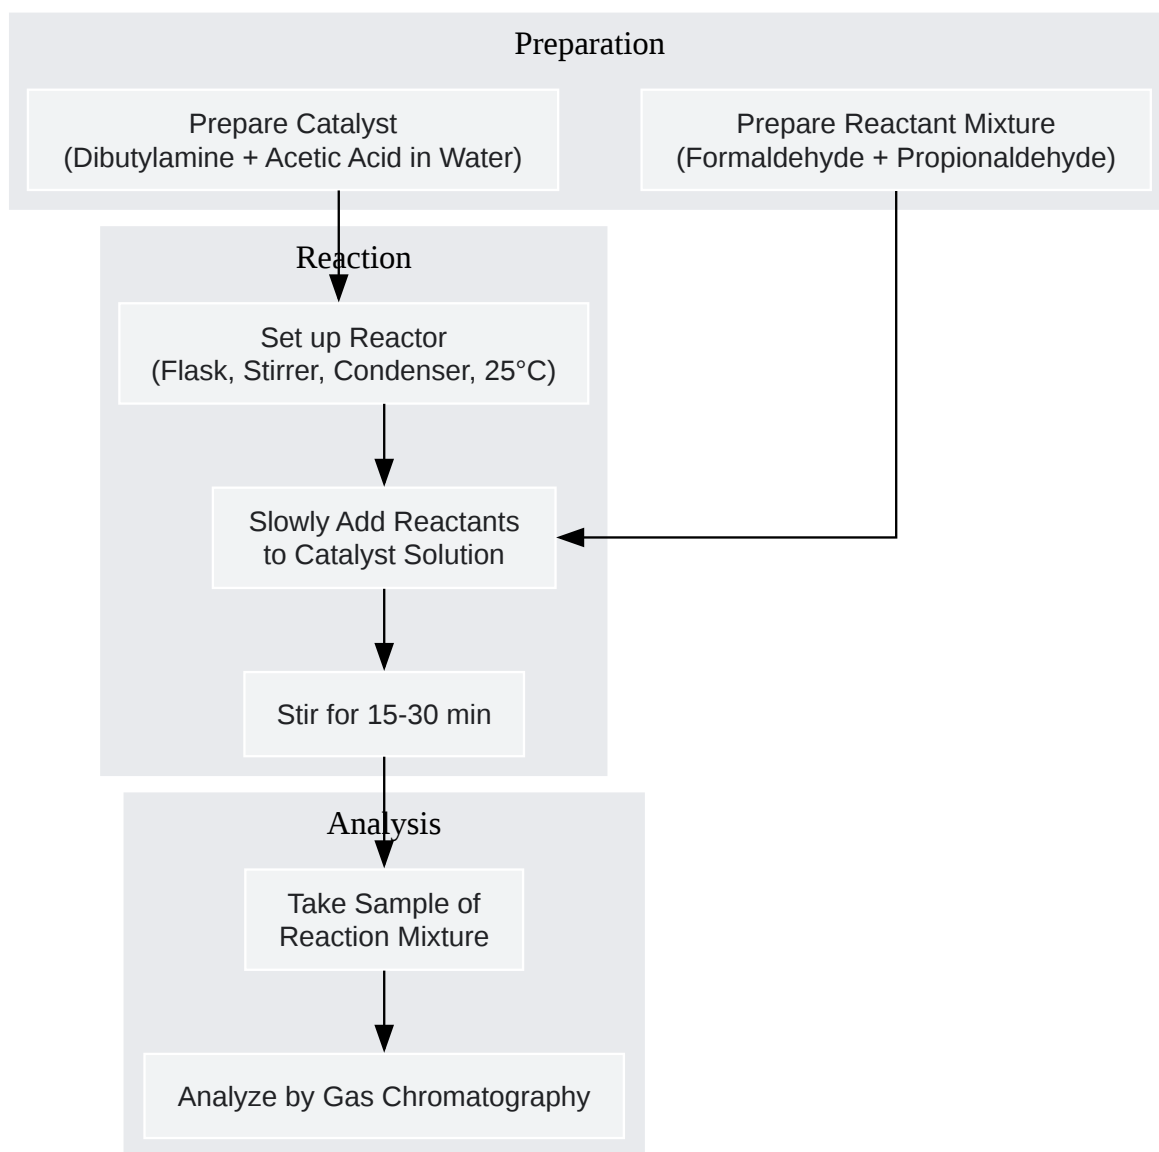 Preparation
Prepare Catalyst
(Dibutylamine + Acetic Acid in Water)
Prepare Reactant Mixture
(Formaldehyde + Propionaldehyde)
Reaction
Set up Reactor
(Flask, Stirrer, Condenser, 25°C)
Slowly Add Reactants
to Catalyst Solution
Stir for 15-30 min
Analysis
Take Sample of
Reaction Mixture
Analyze by Gas Chromatography